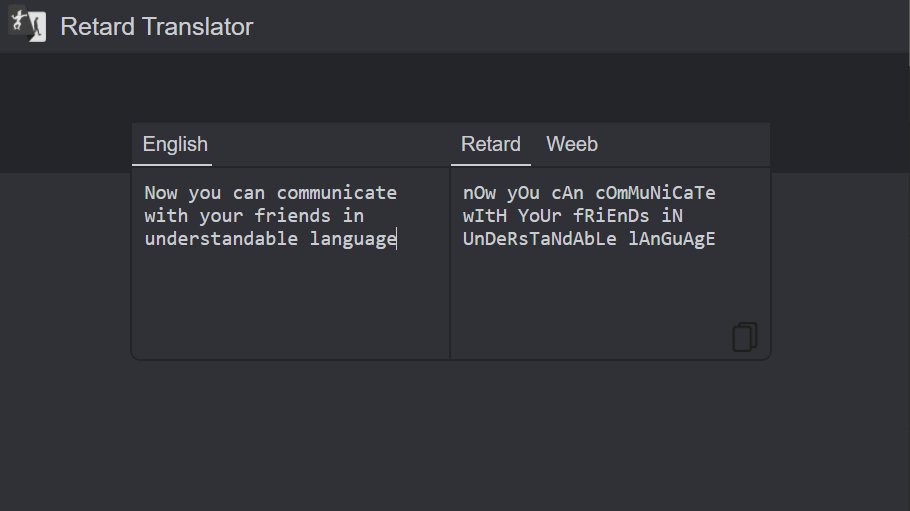 Retard Translator
English
Retard Weeb
Now you can communicate
with your friends in
understandable language
nOw yOu cAn cOmMuNiCaTe
wItH YoUr fRiEnDs iN
UnDeRsTaNdAbLe lAnGuAgE